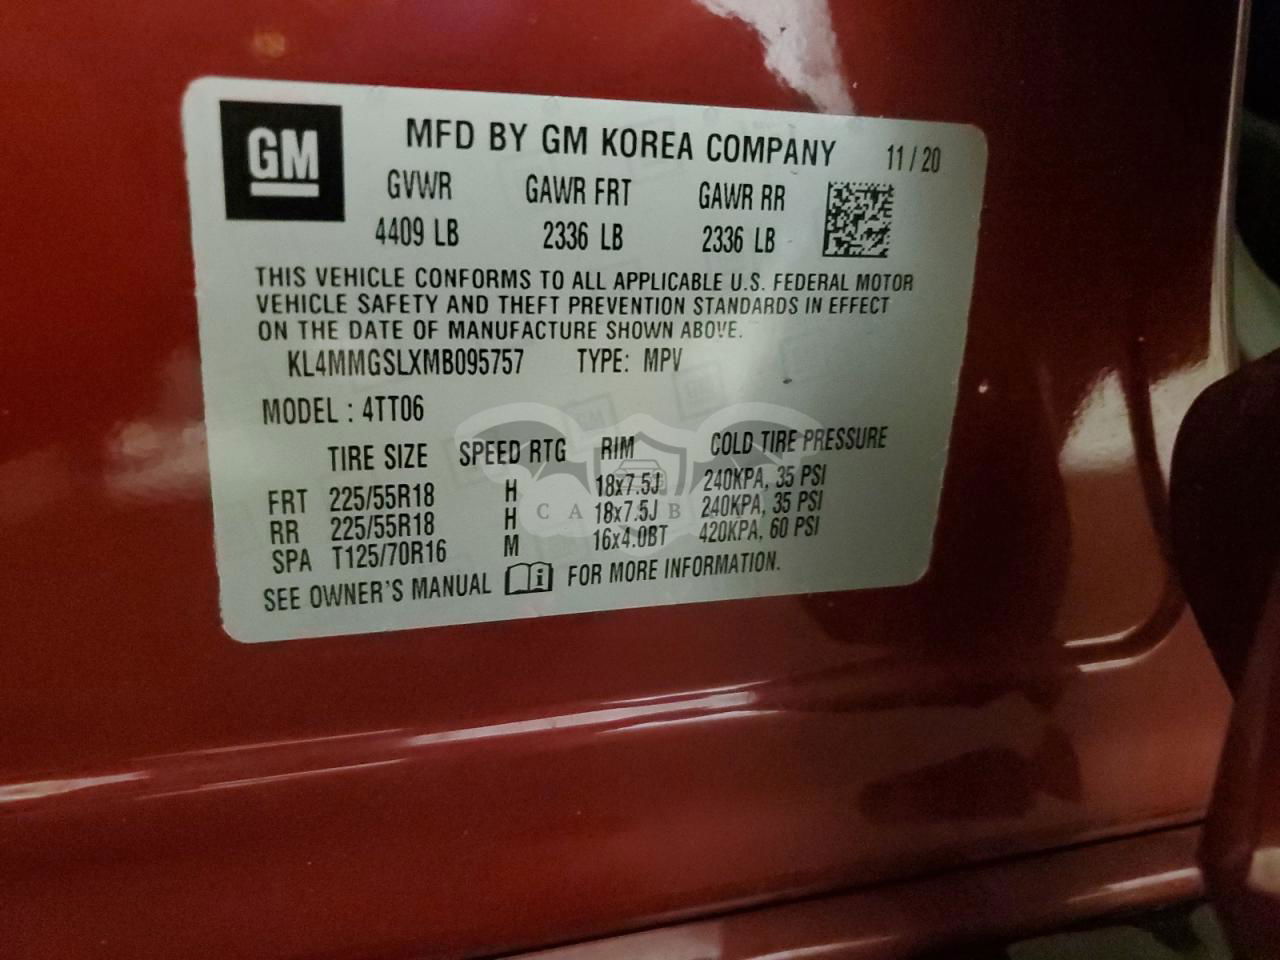 GM
MFD BY GM KOREA COMPANY 11/20
GVWR GAWR FRT GAWR RR
4409 LB 2336 LB 2336 LB
THIS VEHICLE CONFORMS TO ALL APPLICABLE U.S. FEDERAL MOTOR
VEHICLE SAFETY AND THEFT PREVENTION STANDARDS IN EFFECT
ON THE DATE OF MANUFACTURE SHOWN ABOVE.
KL4MMGSLXMB095757 TYPE: MPV
MODEL : 4TT06
TIRE SIZE SPEED RTG RIM COLD TIRE PRESSURE
FRT 225/55R18 H 18x7.5J 240KPA, 35 PSI
RR 225/55R18 H 18x7.5J 240KPA, 35 PSI
SPA T125/70R16 M 16x4.0BT 420KPA, 60 PSI
SEE OWNER'S MANUAL i FOR MORE INFORMATION.